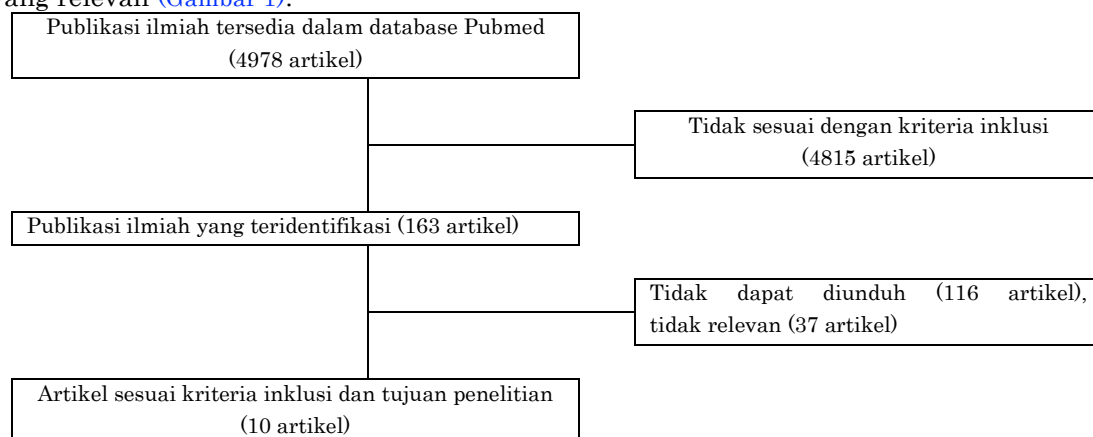 ang relevan (Gambar 1).
Publikasi ilmiah tersedia dalam database Pubmed
(4978 artikel)
Tidak sesuai dengan kriteria inklusi
(4815 artikel)
Publikasi ilmiah yang teridentifikasi (163 artikel)
Tidak dapat diunduh (116 artikel),
tidak relevan (37 artikel)
Artikel sesuai kriteria inklusi dan tujuan penelitian
(10 artikel)